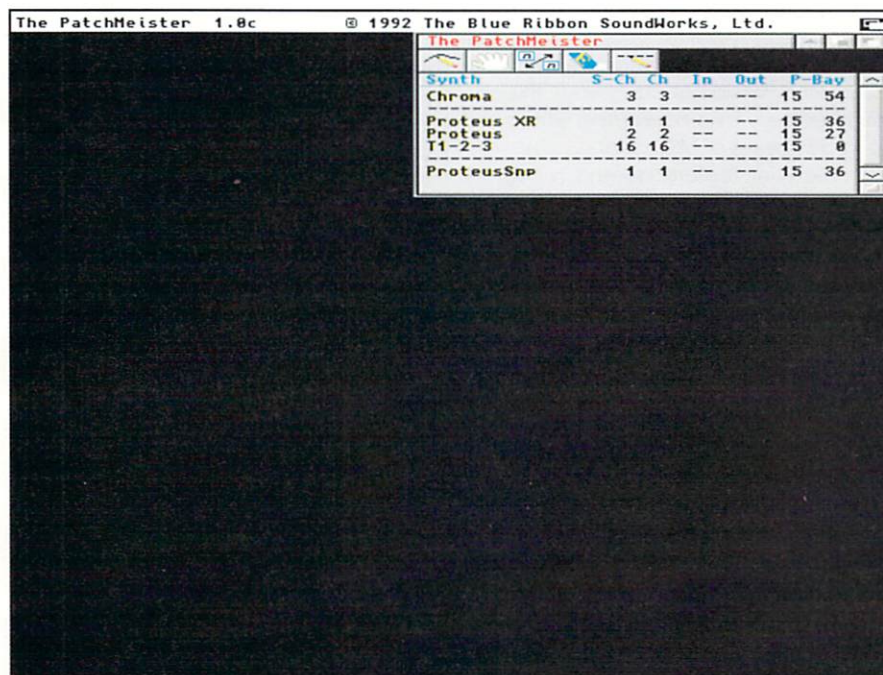 The PatchMeister 1.0c © 1992 The Blue Ribbon SoundWorks, Ltd.
The PatchMeister
Synth S-Ch Ch In Out P-Bay
Chroma 3 3 -- -- 15 54
Proteus XR 1 1 -- -- 15 36
Proteus 2 2 -- -- 15 27
T1-2-3 16 16 -- -- 15 0
ProteusSnp 1 1 -- -- 15 36